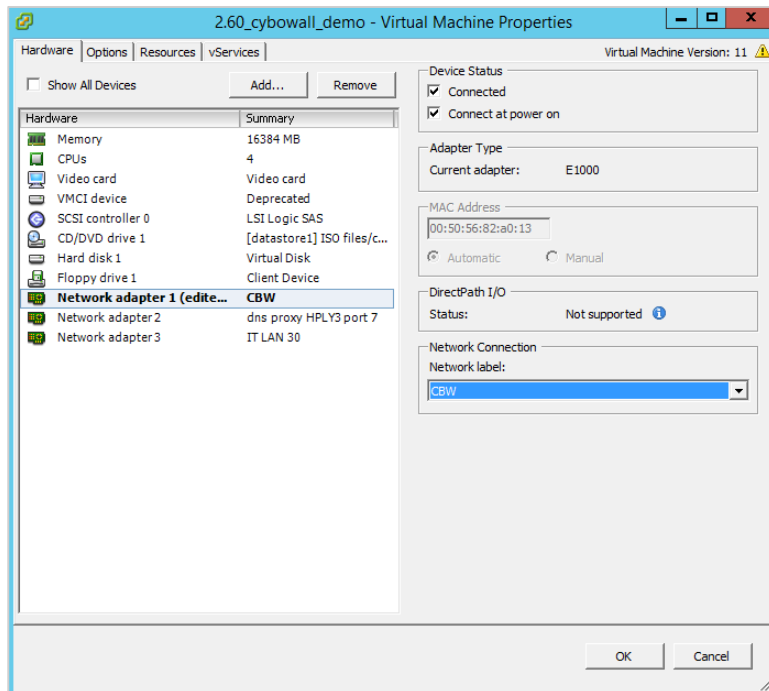 2.60_cybowall_demo - Virtual Machine Properties
Hardware Options Resources vServices Virtual Machine Version: 11
Show All Devices Add... Remove
Hardware Summary
Memory 16384 MB
CPUs 4
Video card Video card
VMCI device Deprecated
SCSI controller 0 LSI Logic SAS
CD/DVD drive 1 [datastore1] ISO files/c...
Hard disk 1 Virtual Disk
Floppy drive 1 Client Device
Network adapter 1 (edite... CBW
Network adapter 2 dns proxy HPLY3 port 7
Network adapter 3 IT LAN 30
Device Status
Connected
Connect at power on
Adapter Type
Current adapter: E1000
MAC Address
00:50:56:82:a0:13
Automatic Manual
DirectPath I/O
Status: Not supported
Network Connection
Network label:
CBW
OK Cancel